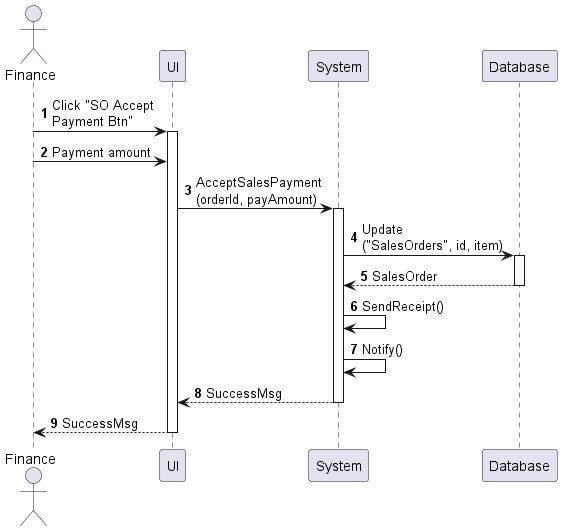 Finance
UI
System
Database
1 Click "SO Accept
Payment Btn"
2 Payment amount
3 AcceptSalesPayment
(orderId, payAmount)
4 Update
("SalesOrders", id, item)
5 SalesOrder
6 SendReceipt()
7 Notify()
8 SuccessMsg
9 SuccessMsg
Finance
UI
System
Database